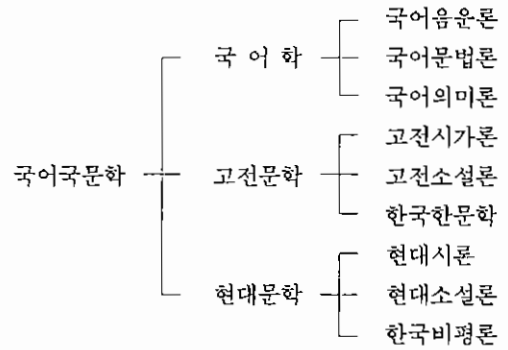 국어음운론
국 어 학
국어문법론
국어의미론
고전시가론
국어국문학
고전문학
고전소설론
한국한문학
현대시론
현대문학
현대소설론
한국비평론